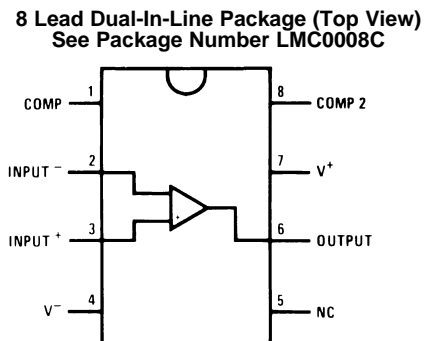 8 Lead Dual-In-Line Package (Top View)
See Package Number LMC0008C
COMP 1
8 COMP 2
INPUT − 2
7 V+
INPUT + 3
+
6 OUTPUT
V− 4
5 NC